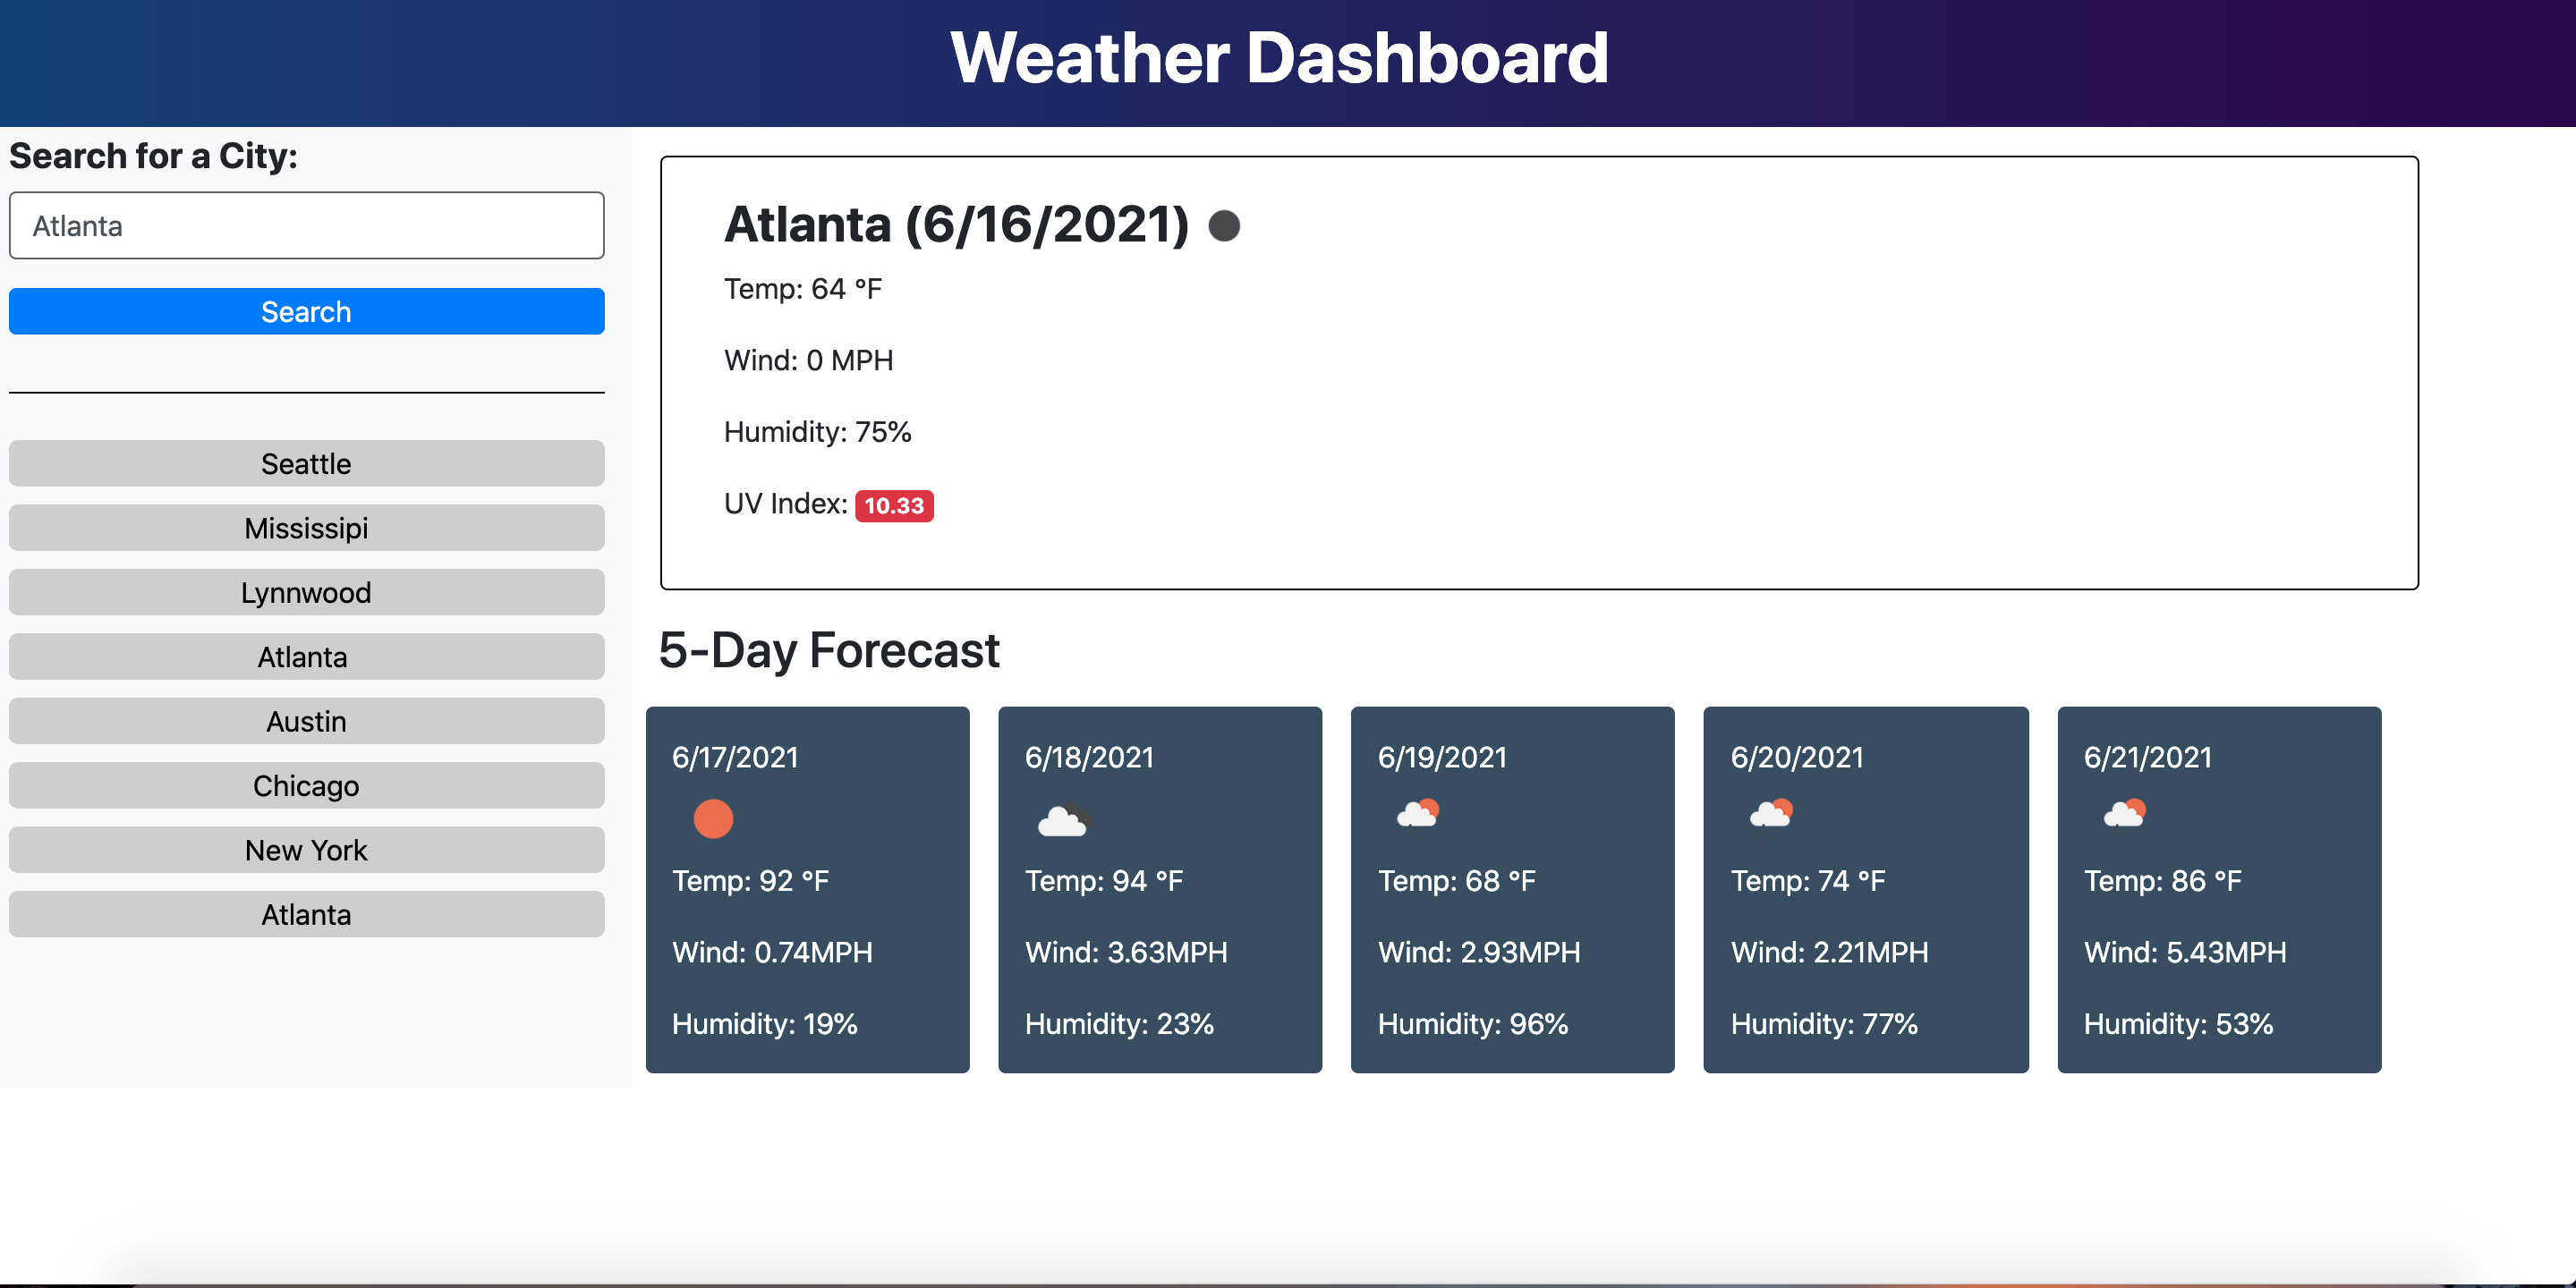 Weather Dashboard
Search for a City:
Atlanta
Search
Seattle
Mississipi
Lynnwood
Atlanta
Austin
Chicago
New York
Atlanta
Atlanta (6/16/2021)
Temp: 64 °F
Wind: 0 MPH
Humidity: 75%
UV Index: 10.33
5-Day Forecast
6/17/2021
Temp: 92 °F
Wind: 0.74MPH
Humidity: 19%
6/18/2021
Temp: 94 °F
Wind: 3.63MPH
Humidity: 23%
6/19/2021
Temp: 68 °F
Wind: 2.93MPH
Humidity: 96%
6/20/2021
Temp: 74 °F
Wind: 2.21MPH
Humidity: 77%
6/21/2021
Temp: 86 °F
Wind: 5.43MPH
Humidity: 53%